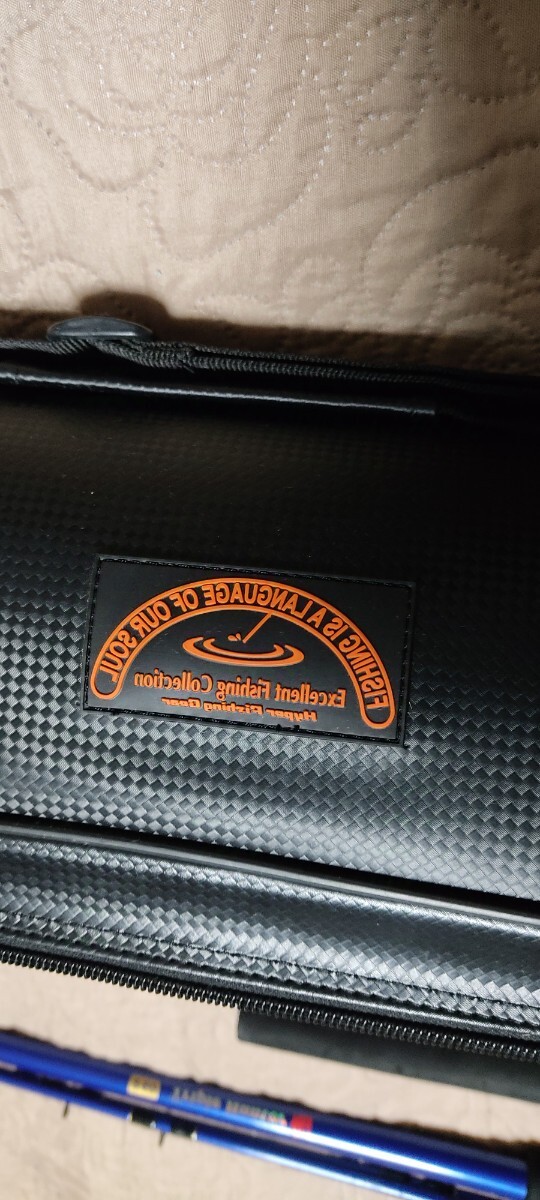 FISHING IS A LANGUAGE OF OUR SOUL
Excellent Fishing Collection
Hyper Fishing Gear